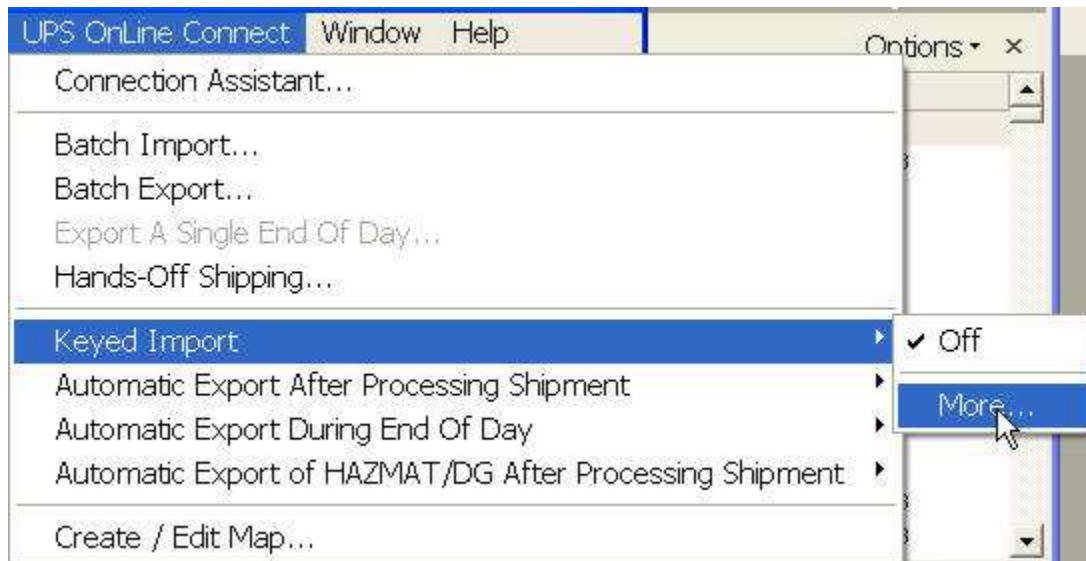 UPS OnLine Connect Window Help
Options
Connection Assistant...
Batch Import...
Batch Export...
Export A Single End Of Day...
Hands-Off Shipping...
Keyed Import
Off
Automatic Export After Processing Shipment
More...
Automatic Export During End Of Day
Automatic Export of HAZMAT/DG After Processing Shipment
Create / Edit Map...